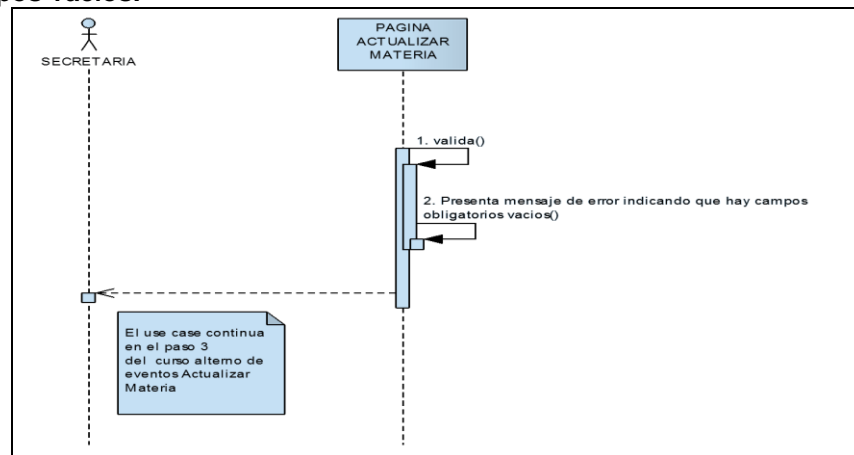 SECRETARIA
PAGINA
ACTUALIZAR
MATERIA
1. valida()
2. Presenta mensaje de error indicando que hay campos
obligatorios vacios()
El use case continua
en el paso 3
del curso alterno de
eventos Actualizar
Materia